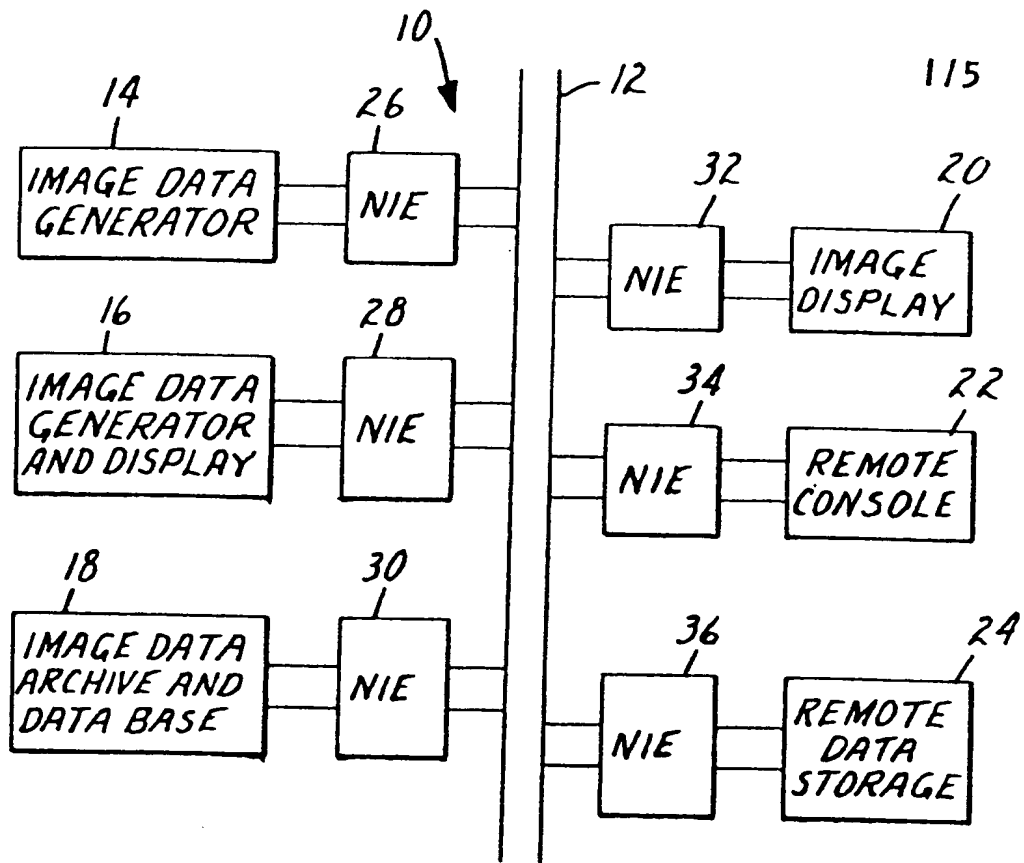 10
12
115
14
IMAGE DATA
GENERATOR
26
NIE
32
NIE
20
IMAGE
DISPLAY
16
IMAGE DATA
GENERATOR
AND DISPLAY
28
NIE
34
NIE
22
REMOTE
CONSOLE
18
IMAGE DATA
ARCHIVE AND
DATA BASE
30
NIE
36
NIE
24
REMOTE
DATA
STORAGE